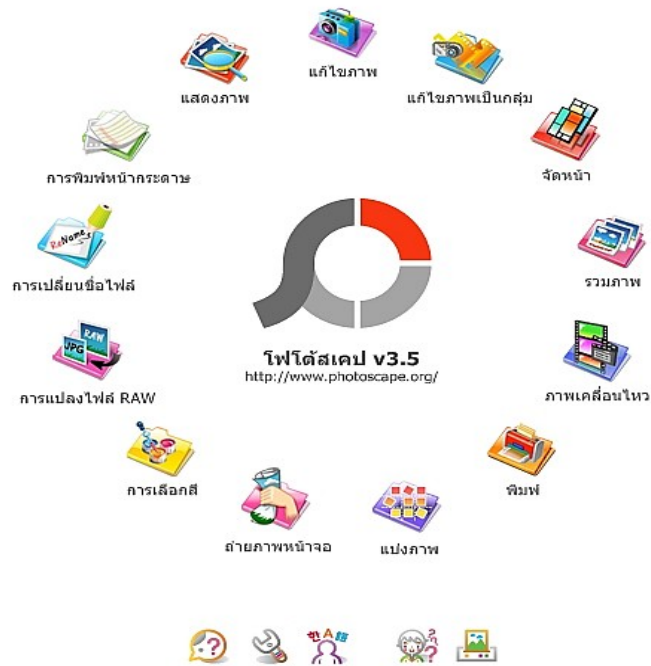 แก้ไขภาพ
แสดงภาพ
แก้ไขภาพเป็นกลุ่ม
การพิมพ์หน้ากระดาษ
จัดหน้า
ReName
การเปลี่ยนชื่อไฟล์
รวมภาพ
RAW
JPG
โฟโต้สเคป v3.5
http://www.photoscape.org/
การแปลงไฟล์ RAW
ภาพเคลื่อนไหว
การเลือกสี
พิมพ์
ถ่ายภาพหน้าจอ
แบ่งภาพ
한A語